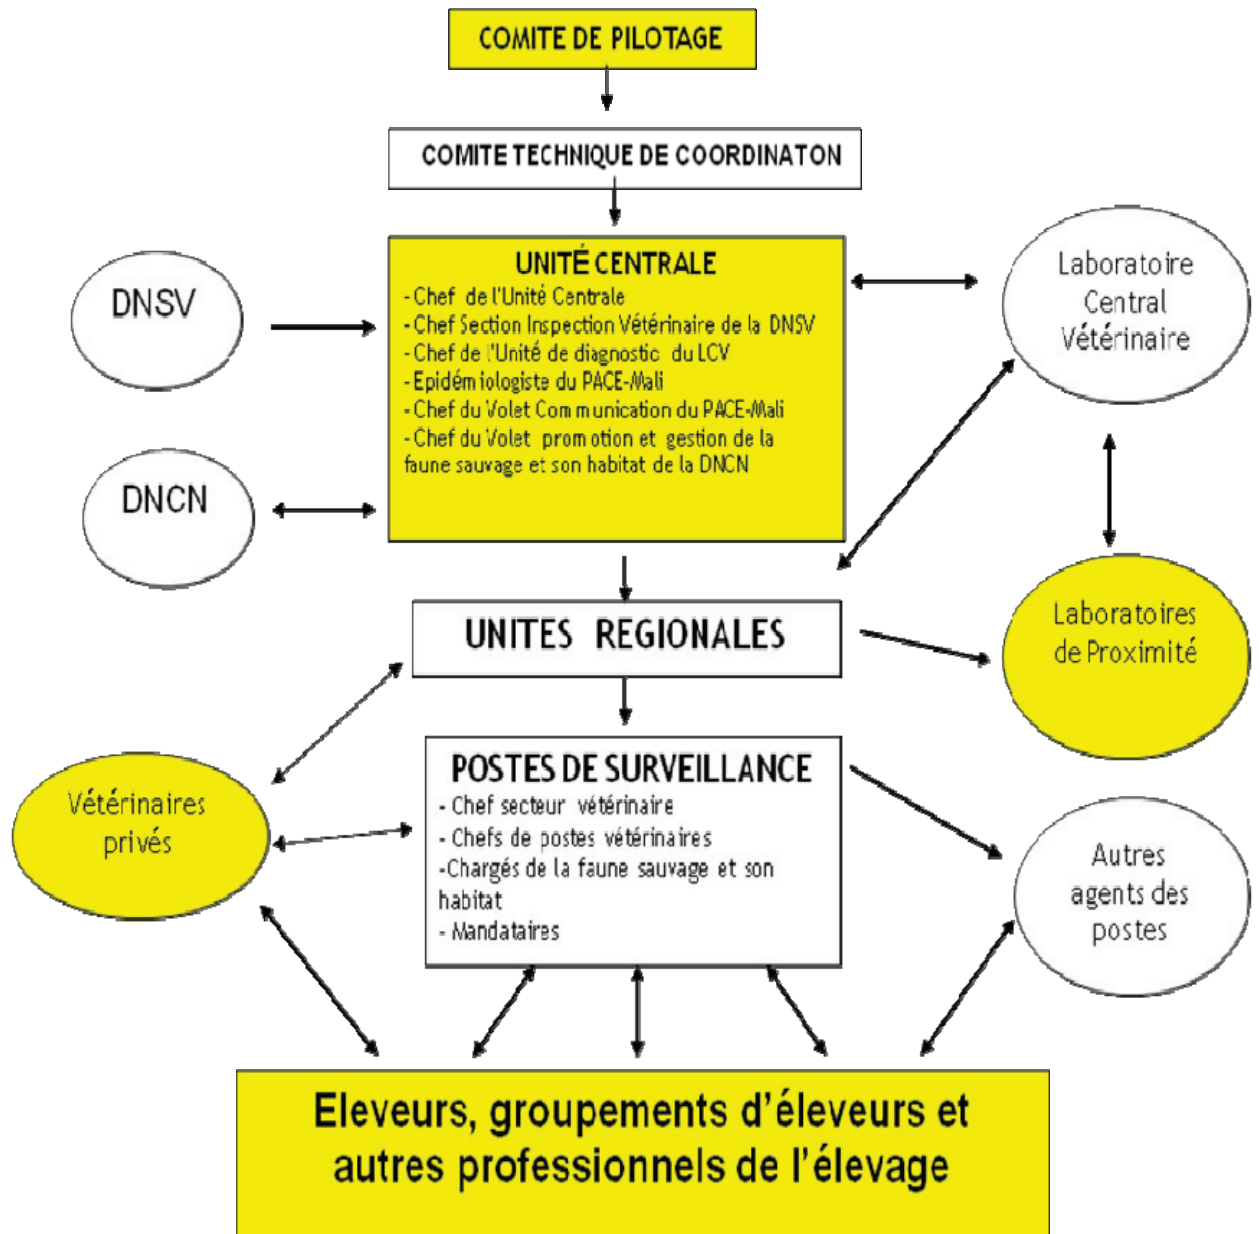 COMITE DE PILOTAGE
COMITE TECHNIQUE DE COORDINATON
UNITÉ CENTRALE
- Chef de l'Unité Centrale
- Chef Section Inspection Vétérinaire de la DNSV
- Chef de l'Unité de diagnostic du LCV
- Epidémiologiste du PACE-Mali
- Chef du Volet Communication du PACE-Mali
- Chef du Volet promotion et gestion de la
faune sauvage et son habitat de la DNCN
DNSV
DNCN
Laboratoire
Central
Vétérinaire
UNITES REGIONALES
Laboratoires
de Proximité
POSTES DE SURVEILLANCE
- Chef secteur vétérinaire
- Chefs de postes vétérinaires
-Chargés de la faune sauvage et son
habitat
- Mandataires
Vétérinaires
privés
Autres
agents des
postes
Eleveurs, groupements d'éleveurs et
autres professionnels de l'élevage